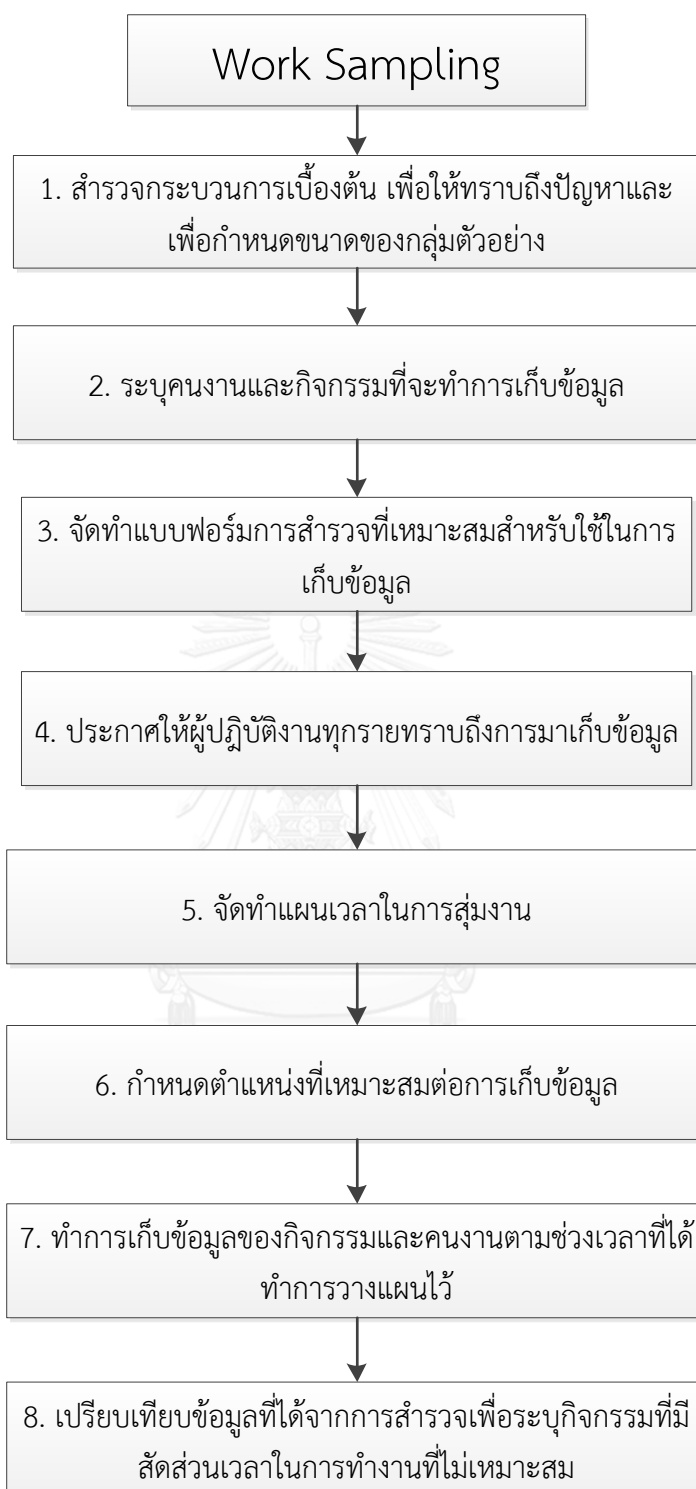 Work Sampling
1. สำรวจกระบวนการเบื้องต้น เพื่อให้ทราบถึงปัญหาและ
เพื่อกำหนดขนาดของกลุ่มตัวอย่าง
2. ระบุคนงานและกิจกรรมที่จะทำการเก็บข้อมูล
3. จัดทำแบบฟอร์มการสำรวจที่เหมาะสมสำหรับใช้ในการ
เก็บข้อมูล
4. ประกาศให้ผู้ปฎิบัติงานทุกรายทราบถึงการมาเก็บข้อมูล
5. จัดทำแผนเวลาในการสุ่มงาน
6. กำหนดตำแหน่งที่เหมาะสมต่อการเก็บข้อมูล
7. ทำการเก็บข้อมูลของกิจกรรมและคนงานตามช่วงเวลาที่ได้
ทำการวางแผนไว้
8. เปรียบเทียบข้อมูลที่ได้จากการสำรวจเพื่อระบุกิจกรรมที่มี
สัดส่วนเวลาในการทำงานที่ไม่เหมาะสม